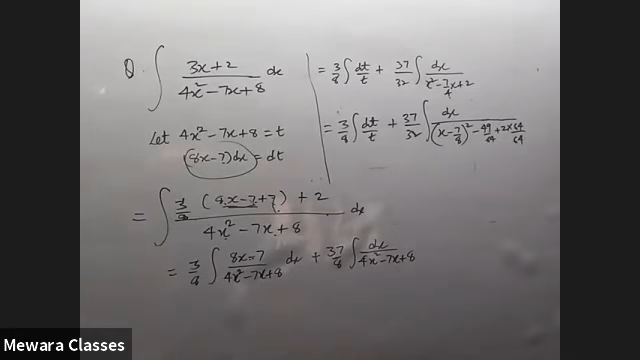 Q. ∫ (3x+2)/(4x²-7x+8) dx
Let 4x²-7x+8=t
(8x-7)dx=dt
= ∫ (3/8 (8x-7+7)+2)/(4x²-7x+8) dx
= 3/8 ∫ (8x-7)/(4x²-7x+8) dx + 37/8 ∫ dx/(4x²-7x+8)
= 3/8 ∫ dt/t + 37/32 ∫ dx/(x²-7/4 x+2)
= 3/8 ∫ dt/t + 37/32 ∫ dx/((x-7/8)²-49/64+2×64/64)
Mewara Classes